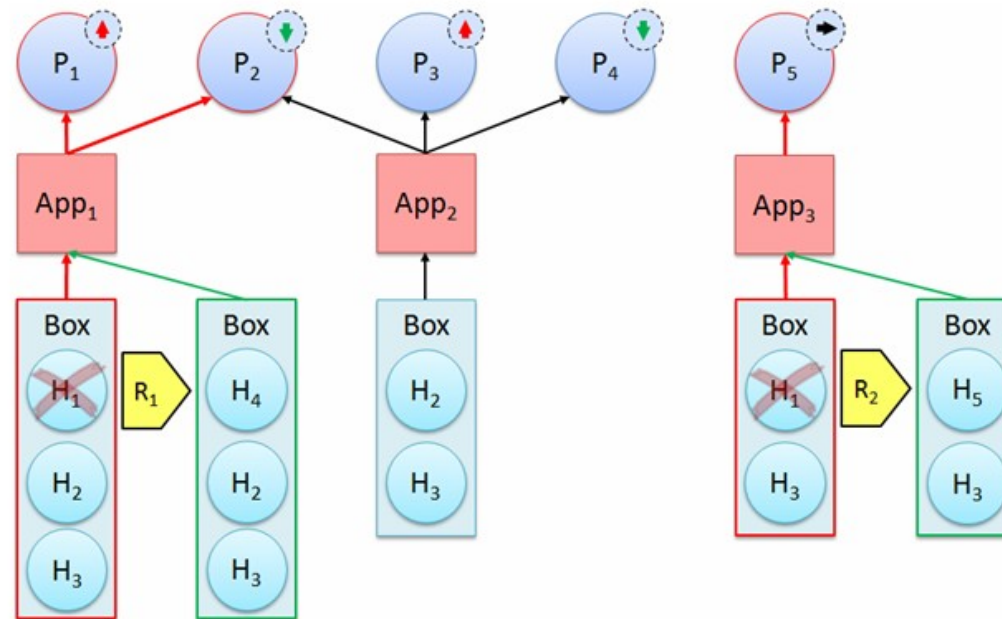 P₁ P₂ P₃ P₄ P₅
App₁ App₂ App₃
Box Box Box Box Box
H₁ R₁ H₄ H₂ H₁ R₂ H₅
H₂ H₂ H₃ H₃ H₃
H₃ H₃